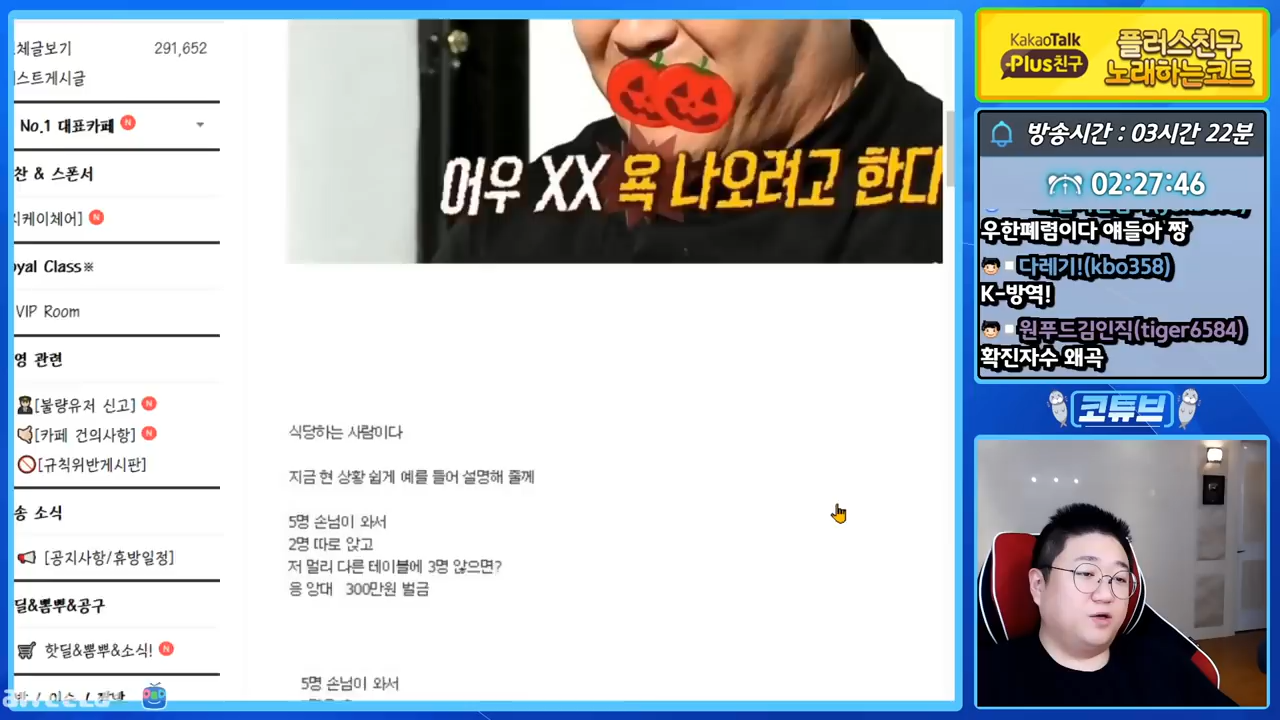 체글보기 291,652
스트게시글
No.1 대표카페 N
찬 & 스폰서
케이체어] N
oyal Class※
VIP Room
영 관련
[불량유저 신고] N
[카페 건의사항] N
[규칙위반게시판]
송 소식
[공지사항/휴방일정]
딜&뽐뿌&공구
핫딜&뽐뿌&소식! N
어우 XX 욕 나오려고 한다
식당하는 사람이다
지금 현 상황 쉽게 예를 들어 설명해 줄께
5명 손님이 와서
2명 따로 앉고
저 멀리 다른 테이블에 3명 않으면?
응 앙대 300만원 벌금
5명 손님이 와서
KakaoTalk
Plus친구
플러스친구
노래하는코트
방송시간 : 03시간 22분
02:27:46
우한폐렴이다 얘들아 짱
다레기!(kbo358)
K-방역!
원푸드김인직(tiger6584)
확진자수 왜곡
코튜브